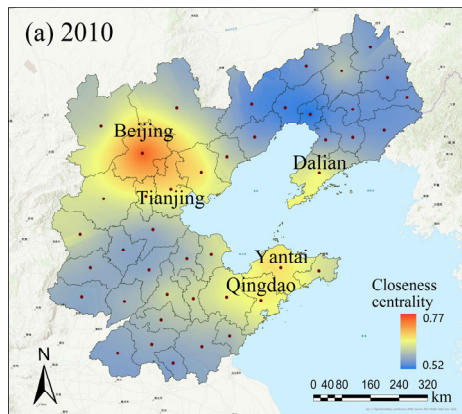 (a) 2010
Beijing
Tianjing
Dalian
Yantai
Qingdao
Closeness
centrality
0.77
0.52
N
0 40 80 160 240 320
km